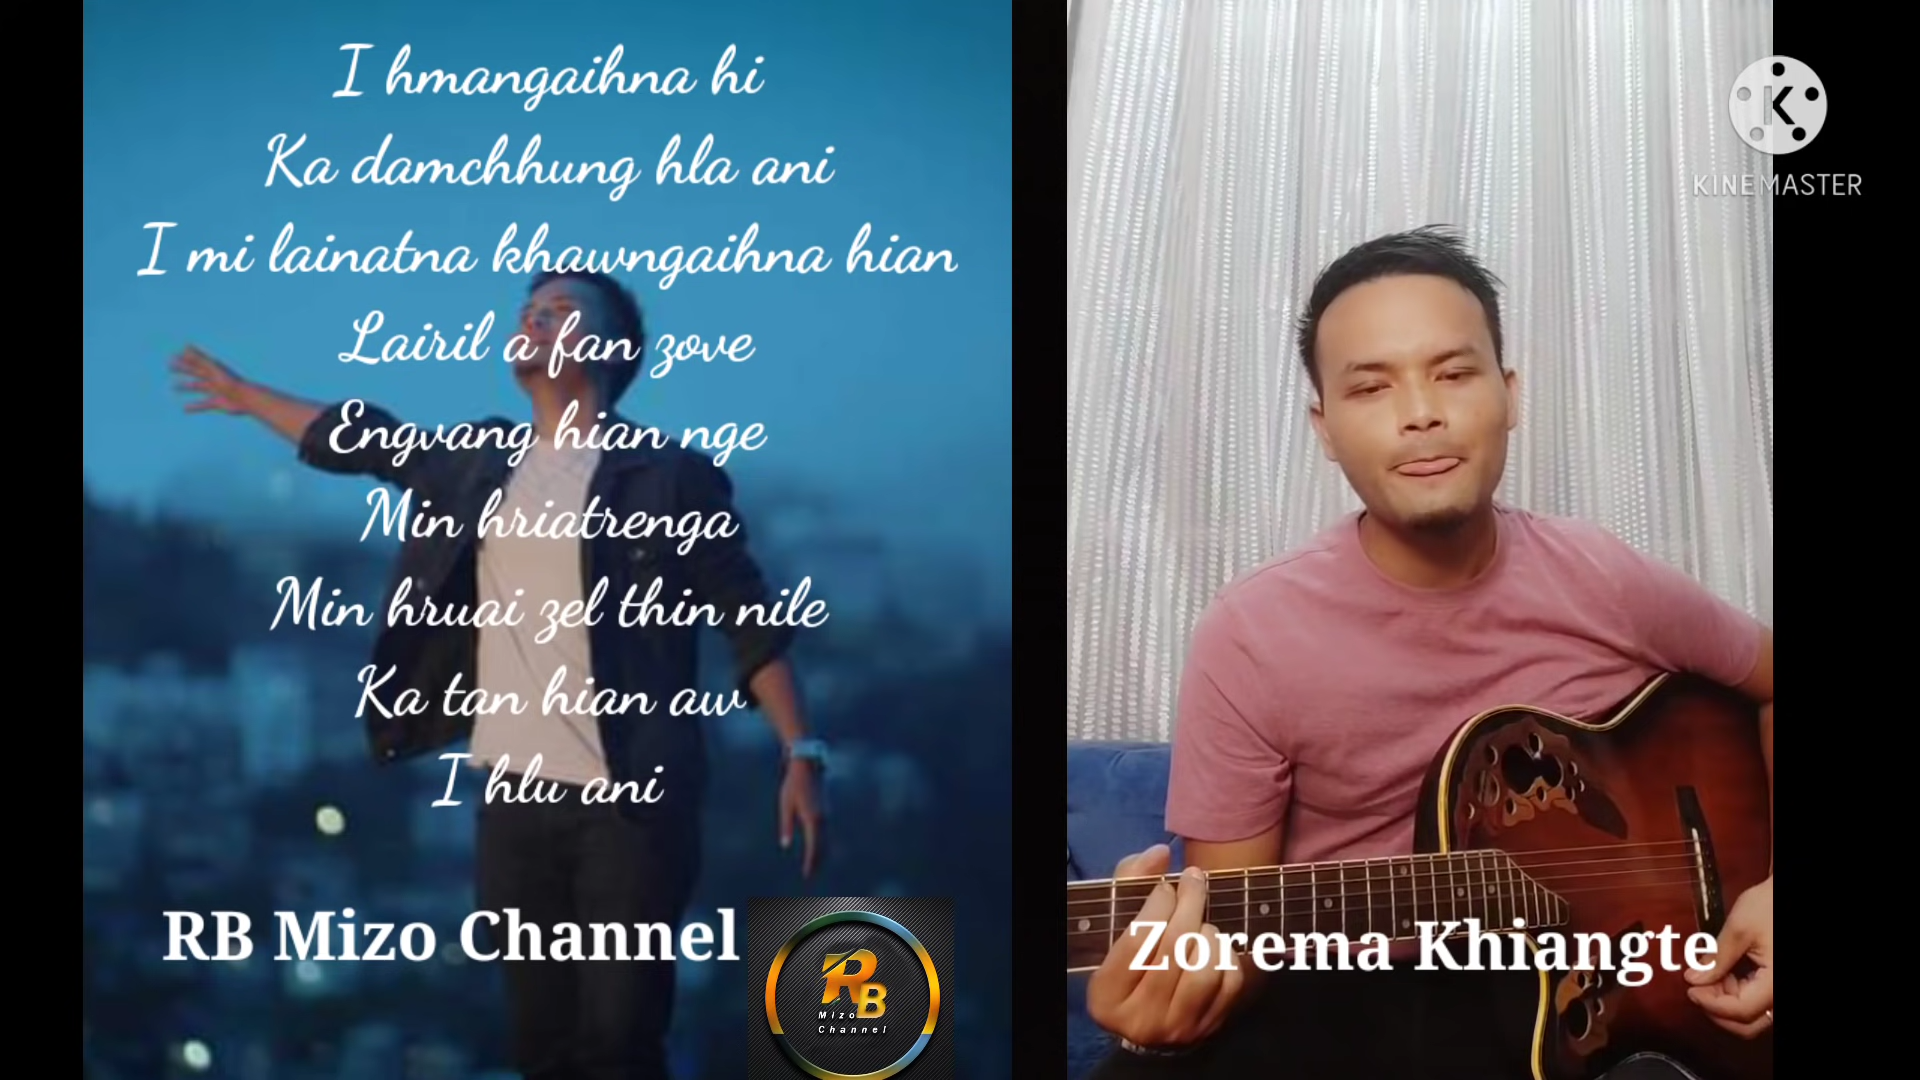 I hmangaihna hi
Ka damchhung hla ani
I mi lainatna khawngaihna hian
Lairil a fan zove
Engvang hian nge
Min hriatrenga
Min hruai zel thin nile
Ka tan hian aw
I hlu ani
RB Mizo Channel
RB
Mizo
Channel
K
KINEMASTER
Zorema Khiangte